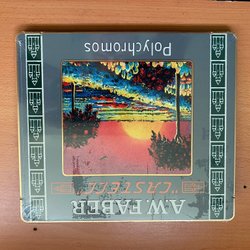 A.W. FABER
"CASTELL"
Polychromos